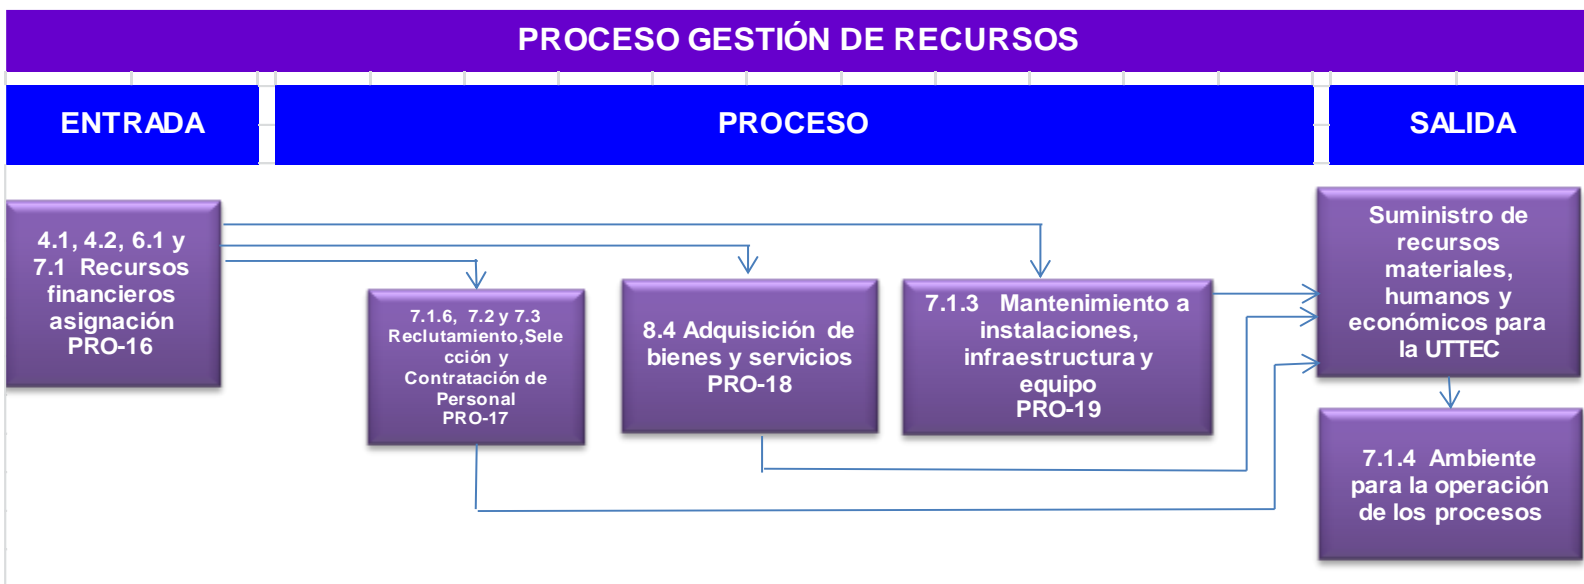 PROCESO GESTIÓN DE RECURSOS
ENTRADA
PROCESO
SALIDA
4.1, 4.2, 6.1 y
7.1 Recursos
financieros
asignación
PRO-16
7.1.6, 7.2 y 7.3
Reclutamiento,Sele
cción y
Contratación de
Personal
PRO-17
8.4 Adquisición de
bienes y servicios
PRO-18
7.1.3 Mantenimiento a
instalaciones,
infraestructura y
equipo
PRO-19
Suministro de
recursos
materiales,
humanos y
económicos para
la UTTEC
7.1.4 Ambiente
para la operación
de los procesos